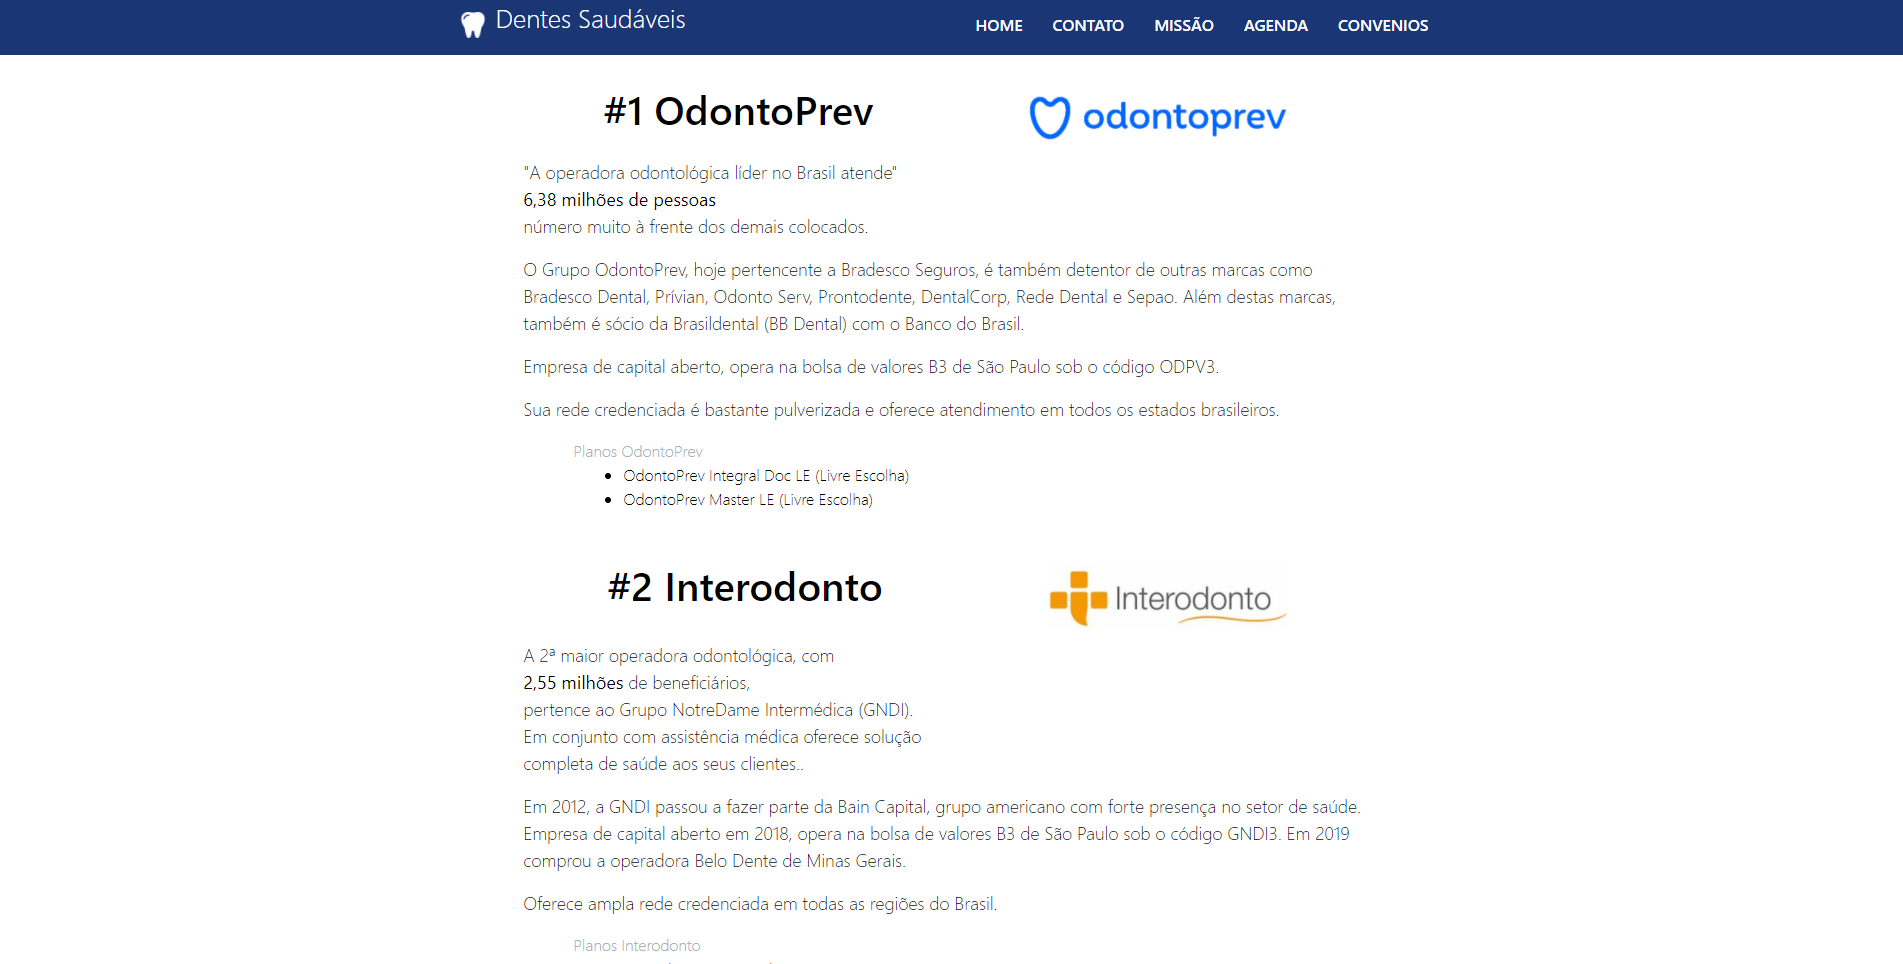 Dentes Saudáveis
HOME CONTATO MISSÃO AGENDA CONVENIOS
#1 OdontoPrev
odontoprev
"A operadora odontológica líder no Brasil atende"
6,38 milhões de pessoas
número muito à frente dos demais colocados.
O Grupo OdontoPrev, hoje pertencente a Bradesco Seguros, é também detentor de outras marcas como
Bradesco Dental, Prívian, Odonto Serv, Prontodente, DentalCorp, Rede Dental e Sepao. Além destas marcas,
também é sócio da Brasildental (BB Dental) com o Banco do Brasil.
Empresa de capital aberto, opera na bolsa de valores B3 de São Paulo sob o código ODPV3.
Sua rede credenciada é bastante pulverizada e oferece atendimento em todos os estados brasileiros.
Planos OdontoPrev
• OdontoPrev Integral Doc LE (Livre Escolha)
• OdontoPrev Master LE (Livre Escolha)
#2 Interodonto
Interodonto
A 2ª maior operadora odontológica, com
2,55 milhões de beneficiários,
pertence ao Grupo NotreDame Intermédica (GNDI).
Em conjunto com assistência médica oferece solução
completa de saúde aos seus clientes..
Em 2012, a GNDI passou a fazer parte da Bain Capital, grupo americano com forte presença no setor de saúde.
Empresa de capital aberto em 2018, opera na bolsa de valores B3 de São Paulo sob o código GNDI3. Em 2019
comprou a operadora Belo Dente de Minas Gerais.
Oferece ampla rede credenciada em todas as regiões do Brasil.
Planos Interodonto